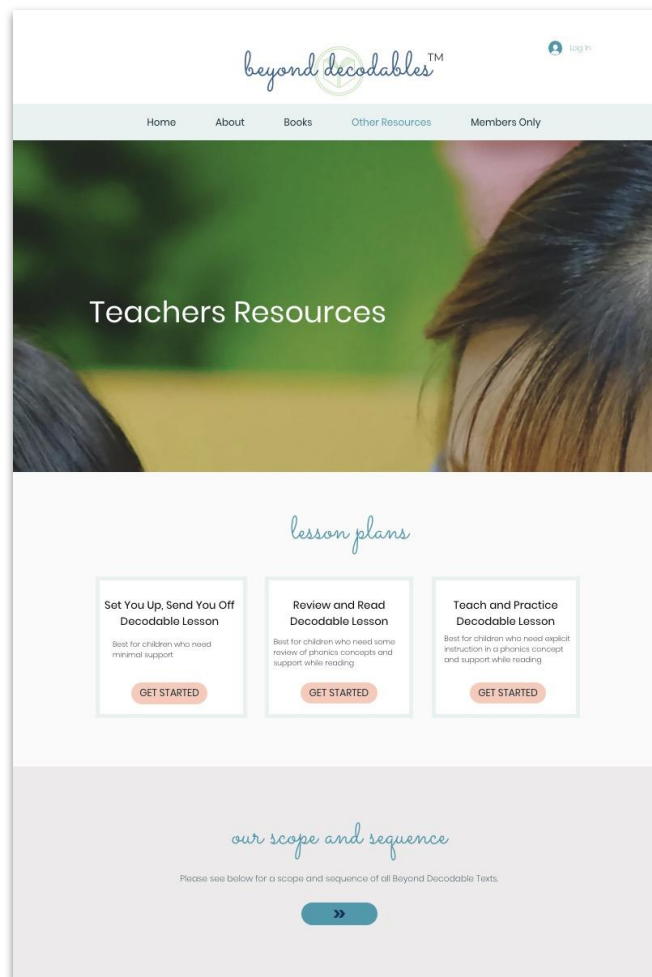 beyond decodables™
Log In
Home About Books Other Resources Members Only
Teachers Resources
lesson plans
Set You Up, Send You Off
Decodable Lesson
Best for children who need
minimal support
GET STARTED
Review and Read
Decodable Lesson
Best for children who need some
review of phonics concepts and
support while reading
GET STARTED
Teach and Practice
Decodable Lesson
Best for children who need explicit
instruction in a phonics concept
and support while reading
GET STARTED
our scope and sequence
Please see below for a scope and sequence of all Beyond Decodable Texts.
»